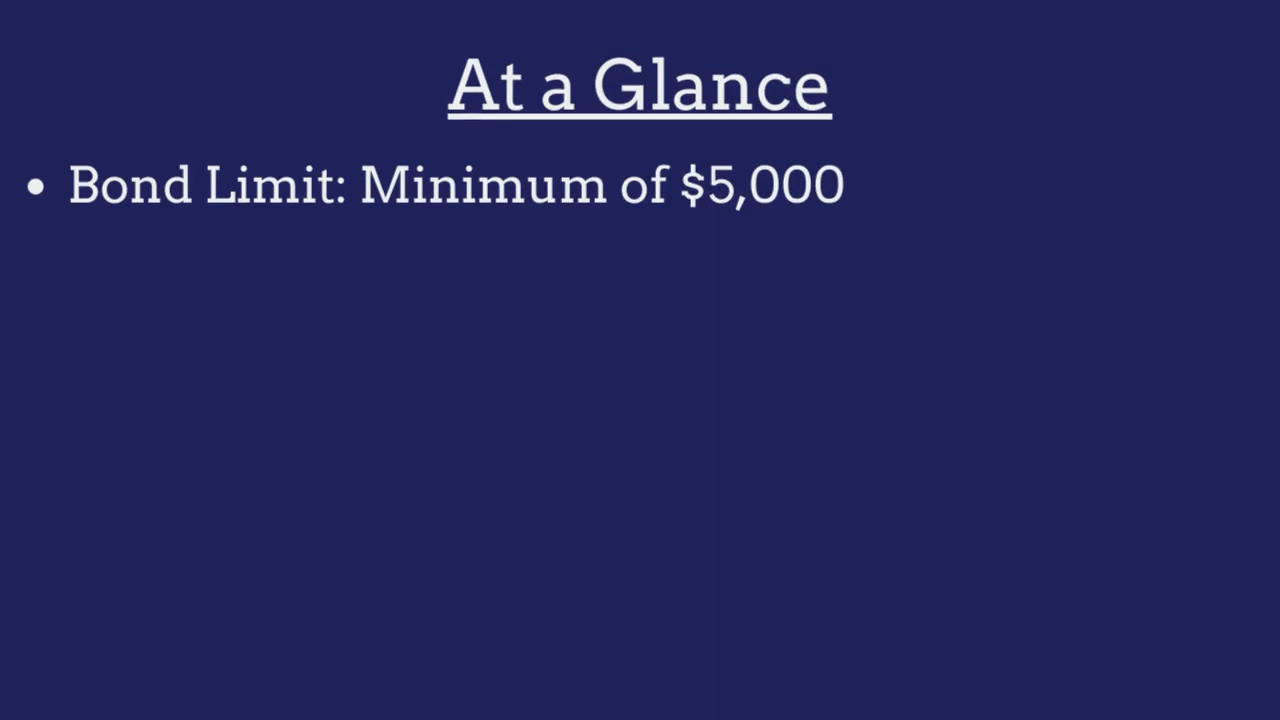 At a Glance
• Bond Limit: Minimum of $5,000